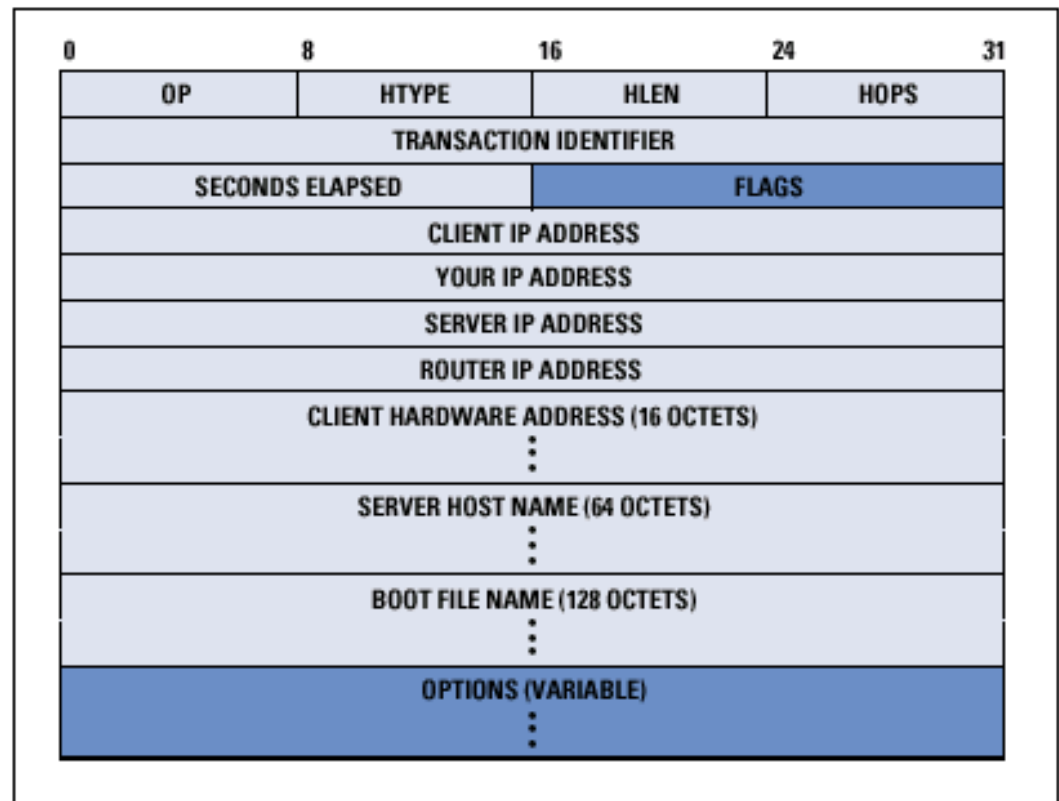 0 8 16 24 31
OP HTYPE HLEN HOPS
TRANSACTION IDENTIFIER
SECONDS ELAPSED FLAGS
CLIENT IP ADDRESS
YOUR IP ADDRESS
SERVER IP ADDRESS
ROUTER IP ADDRESS
CLIENT HARDWARE ADDRESS (16 OCTETS)
SERVER HOST NAME (64 OCTETS)
BOOT FILE NAME (128 OCTETS)
OPTIONS (VARIABLE)